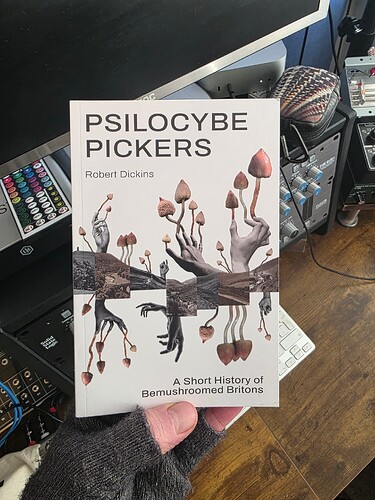 PSILOCYBE
PICKERS
Robert Dickins
A Short History of
Bemushroomed Britons